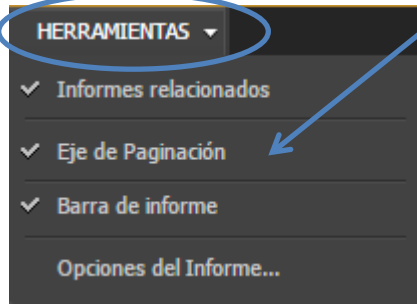 HERRAMIENTAS
Informes relacionados
Eje de Paginación
Barra de informe
Opciones del Informe...